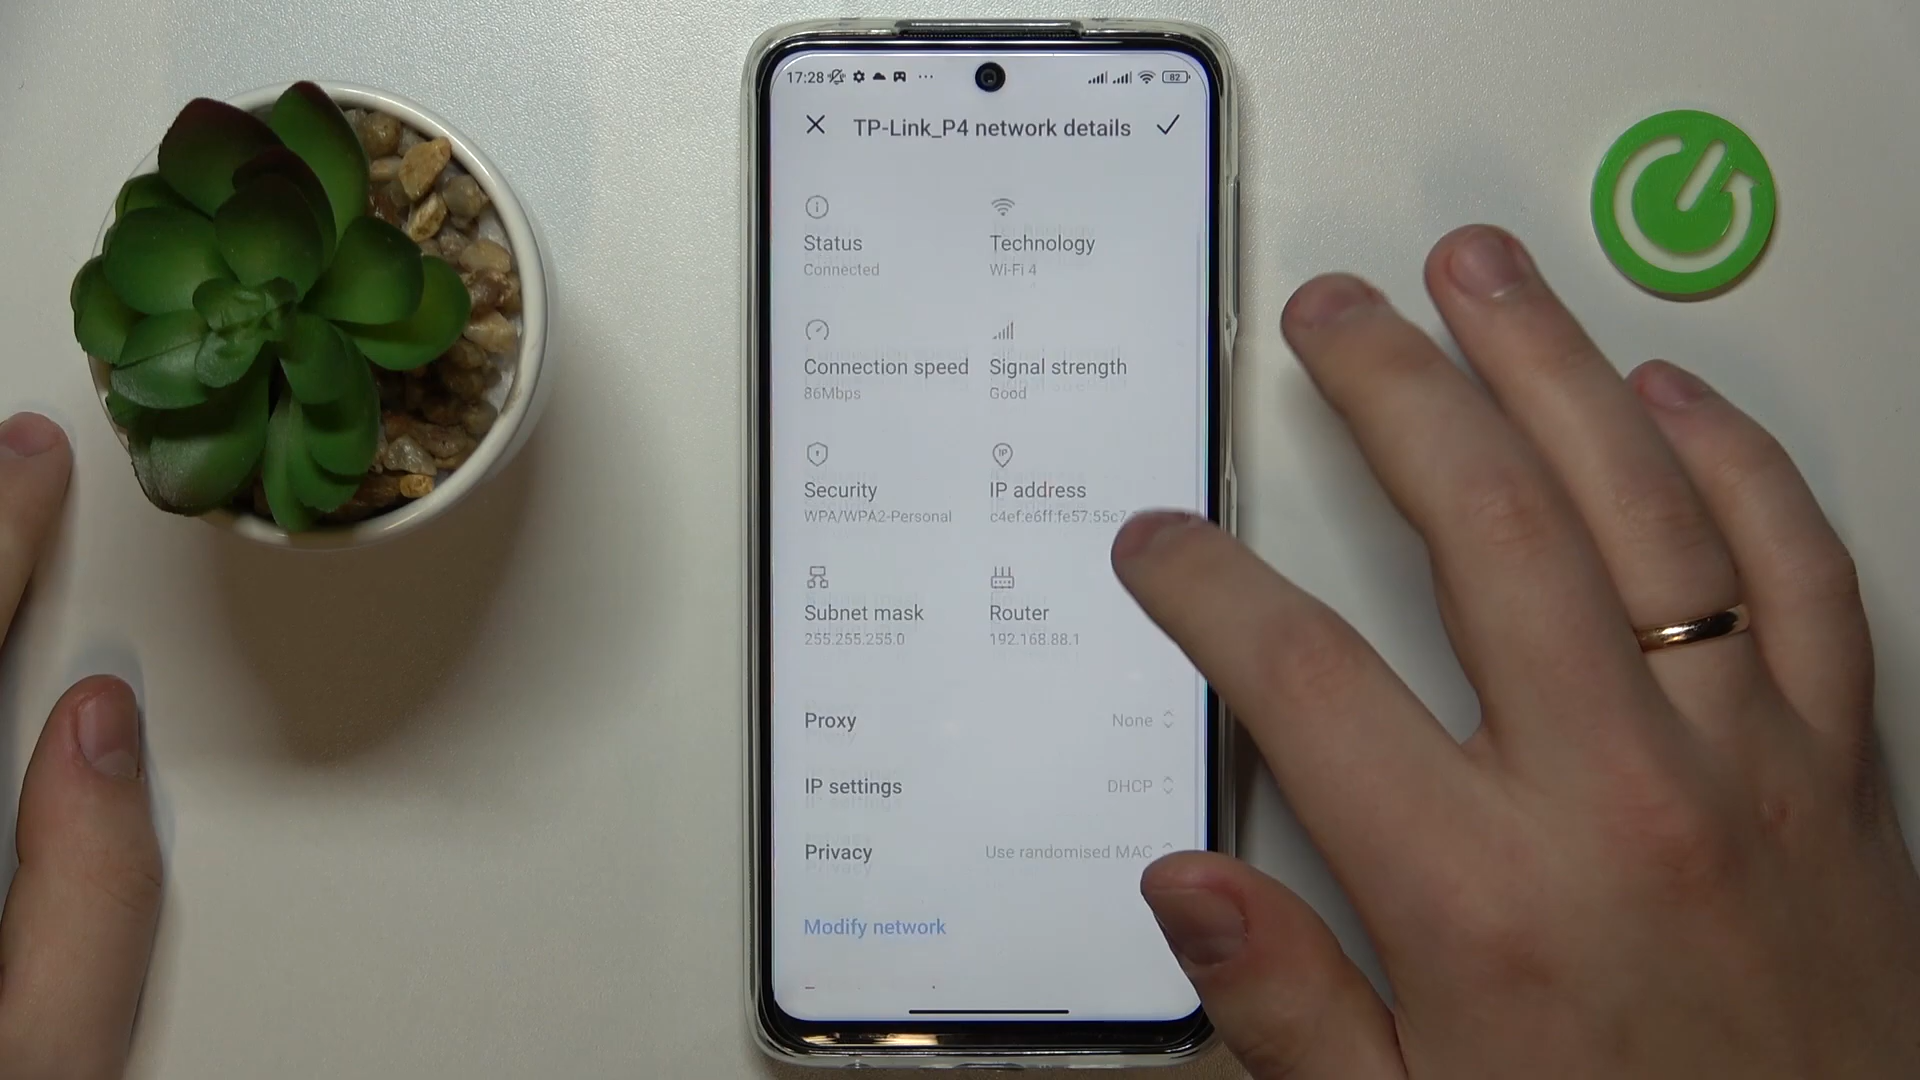 17:28 82
TP-Link_P4 network details
Status Technology
Connected Wi-Fi 4
Connection speed Signal strength
86Mbps Good
Security IP address
WPA/WPA2-Personal c4ef:e6ff:fe57:55c7
Subnet mask Router
255.255.255.0 192.168.88.1
Proxy None
IP settings DHCP
Privacy Use randomised MAC
Modify network